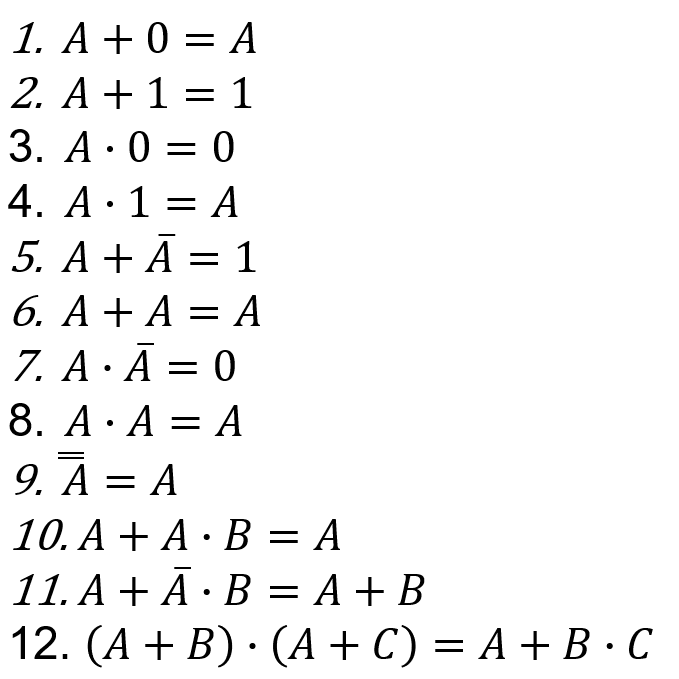 1. A + 0 = A
2. A + 1 = 1
3. A · 0 = 0
4. A · 1 = A
5. A + Ā = 1
6. A + A = A
7. A · Ā = 0
8. A · A = A
9. A̿ = A
10. A + A · B = A
11. A + Ā · B = A + B
12. (A + B) · (A + C) = A + B · C